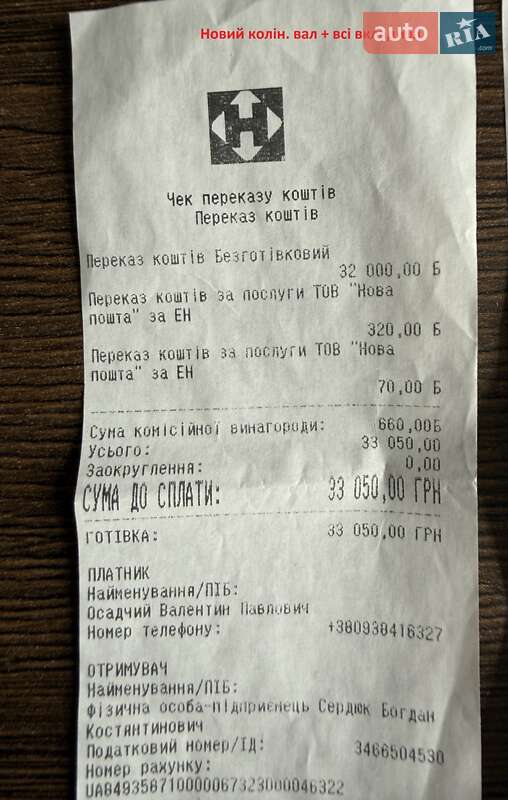 Новий колін. вал + всі
auto RIA .com
Чек переказу коштів
Переказ коштів
Переказ коштів Безготівковий
32 000,00 Б
Переказ коштів за послуги ТОВ "Нова
пошта" за ЕН
320,00 Б
Переказ коштів за послуги ТОВ "Нова
пошта" за ЕН
70,00 Б
Сума комісійної винагороди: 660,00Б
Усього: 33 050,00
Заокруглення: 0,00
СУМА ДО СПЛАТИ: 33 050,00 ГРН
ГОТІВКА: 33 050,00 ГРН
ПЛАТНИК
Найменування/ПІБ:
Осадчий Валентин Павлович
Номер телефону: +380938416327
ОТРИМУВАЧ
Найменування/ПІБ:
Фізична особа-підприємець Сердюк Богдан
Костянтинович
Податковий номер/ІД: 3466504530
Номер рахунку:
UA849358710000067323000046322